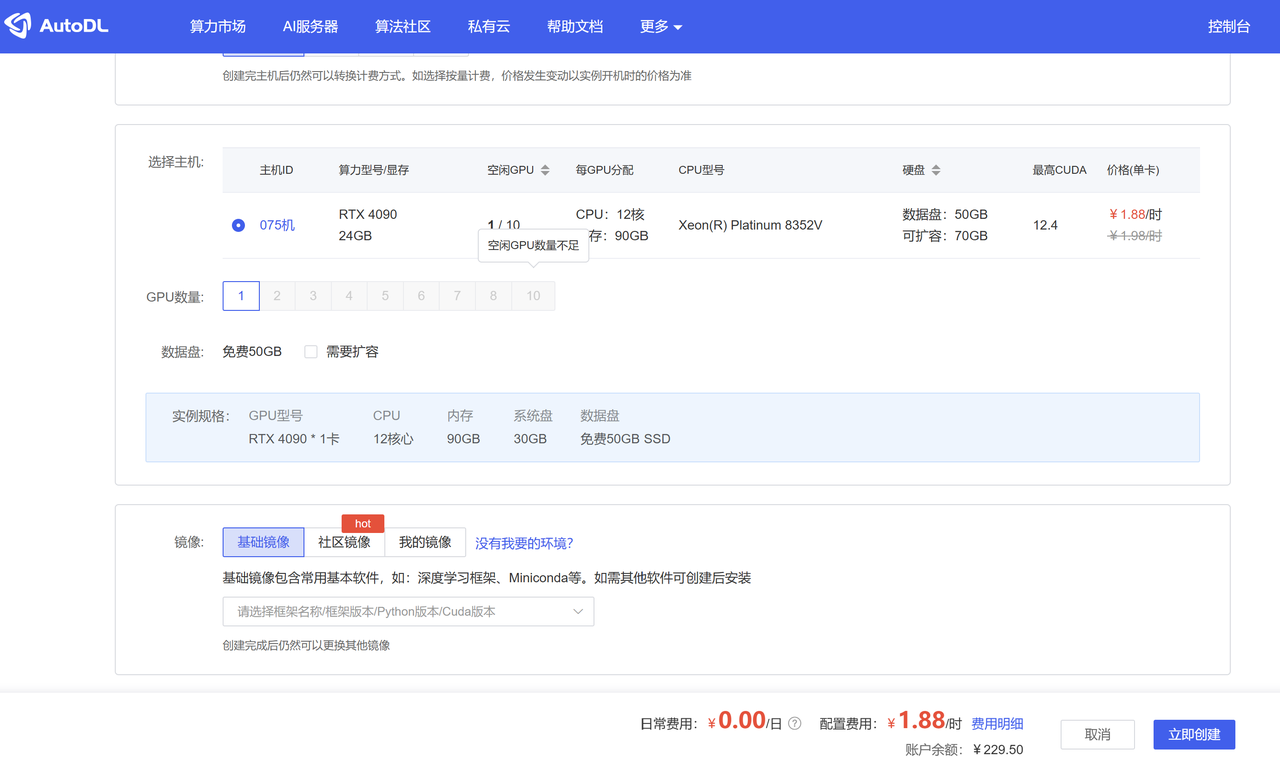 AutoDL 算力市场 AI服务器 算法社区 私有云 帮助文档 更多 控制台
创建完主机后仍然可以转换计费方式。如选择按量计费，价格发生变动以实例开机时的价格为准
选择主机: 主机ID 算力型号/显存 空闲GPU 每GPU分配 CPU型号 硬盘 最高CUDA 价格(单卡)
RTX 4090 CPU：12核 数据盘：50GB ￥1.88/时
075机 1 / 10 Xeon(R) Platinum 8352V 12.4
24GB 存：90GB 可扩容：70GB ￥1.98/时
空闲GPU数量不足
GPU数量: 1 2 3 4 5 6 7 8 10
数据盘: 免费50GB 需要扩容
实例规格: GPU型号 CPU 内存 系统盘 数据盘
RTX 4090 * 1卡 12核心 90GB 30GB 免费50GB SSD
hot
镜像: 基础镜像 社区镜像 我的镜像 没有我要的环境?
基础镜像包含常用基本软件，如：深度学习框架、Miniconda等。如需其他软件可创建后安装
请选择框架名称/框架版本/Python版本/Cuda版本
创建完成后仍然可以更换其他镜像
日常费用：￥0.00/日 ? 配置费用：￥1.88/时 费用明细
账户余额：￥229.50
取消 立即创建